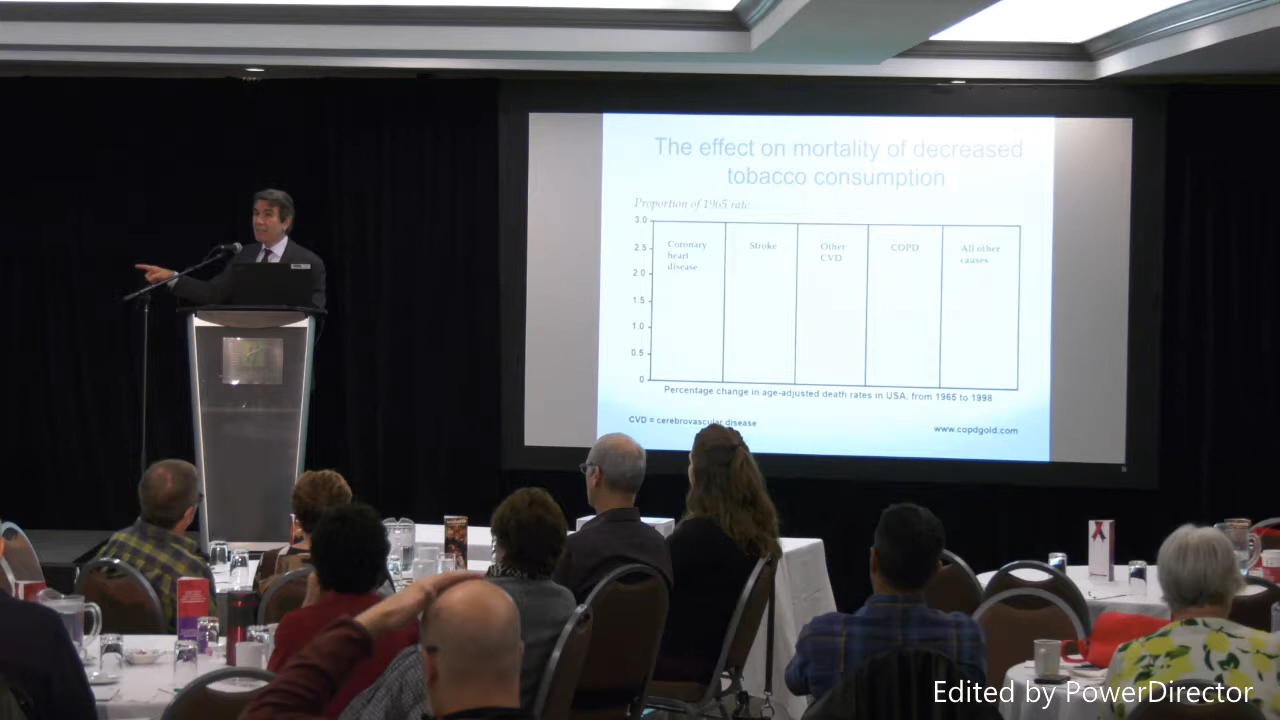 The effect on mortality of decreased
tobacco consumption
Proportion of 1965 rate
3.0
2.5
2.0
1.5
1.0
0.5
0
Coronary
heart
disease
Stroke
Other
CVD
COPD
All other
causes
Percentage change in age-adjusted death rates in USA, from 1965 to 1998
CVD = cerebrovascular disease
www.copdgold.com
Edited by PowerDirector